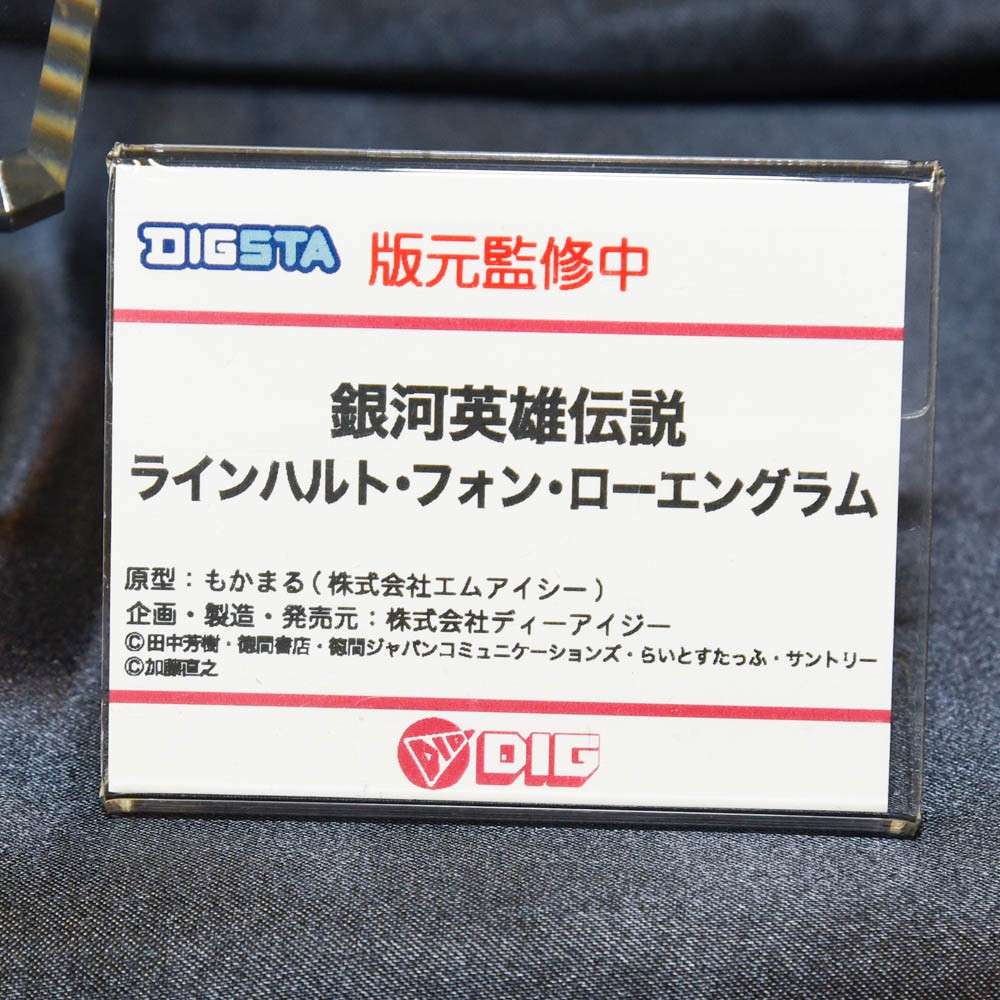 DIGSTA 版元監修中
銀河英雄伝説
ラインハルト・フォン・ローエングラム
原型：もかまる（株式会社エムアイシー）
企画・製造・発売元：株式会社ディーアイジー
©田中芳樹・徳間書店・徳間ジャパンコミュニケーションズ・らいとすたっふ・サントリー
©加藤直之
DIG DIG